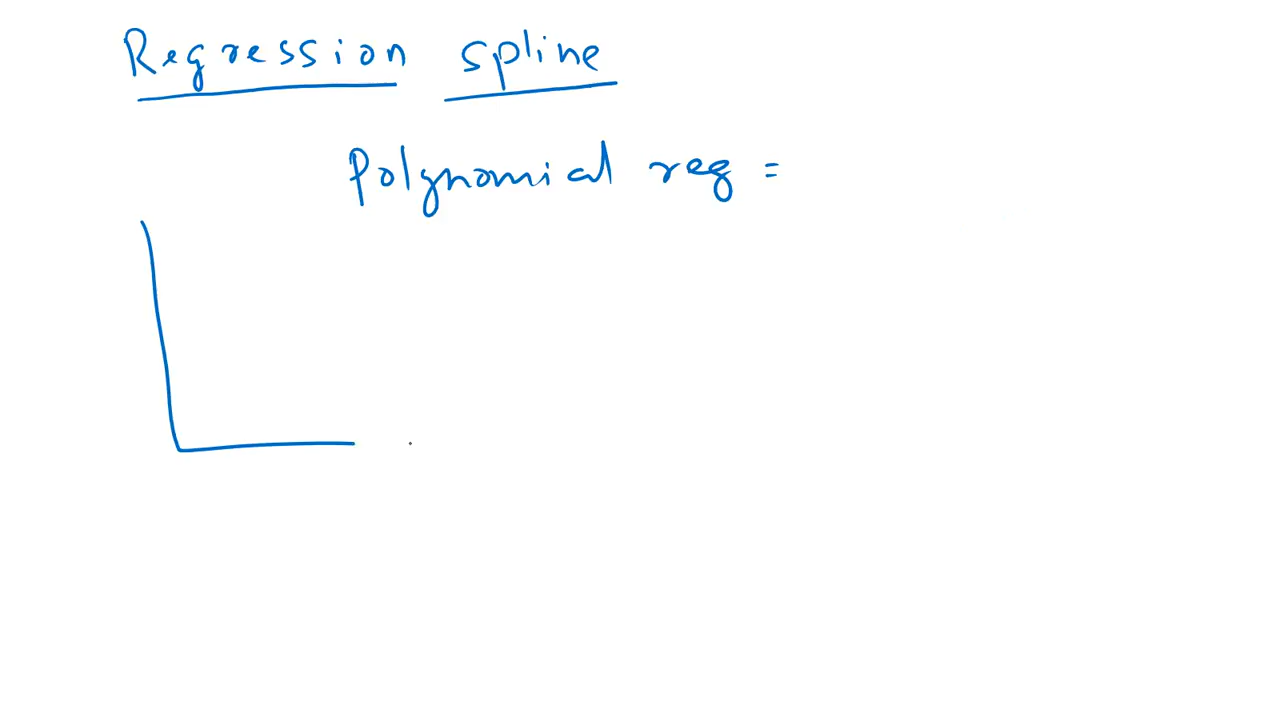 Regression spline
Polynomial reg =